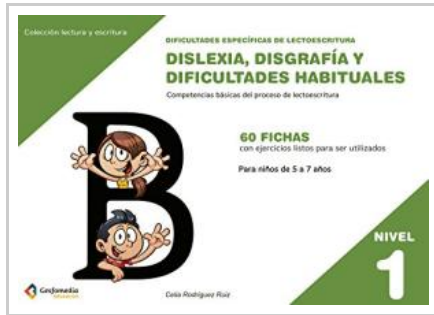 Colección lectura y escritura
DIFICULTADES ESPECÍFICAS DE LECTOESCRITURA
DISLEXIA, DISGRAFÍA Y
DIFICULTADES HABITUALES
Competencias básicas del proceso de lectoescritura
60 FICHAS
con ejercicios listos para ser utilizados
Para niños de 5 a 7 años
B
NIVEL
1
Gesfomedia
Celia Rodríguez Ruiz